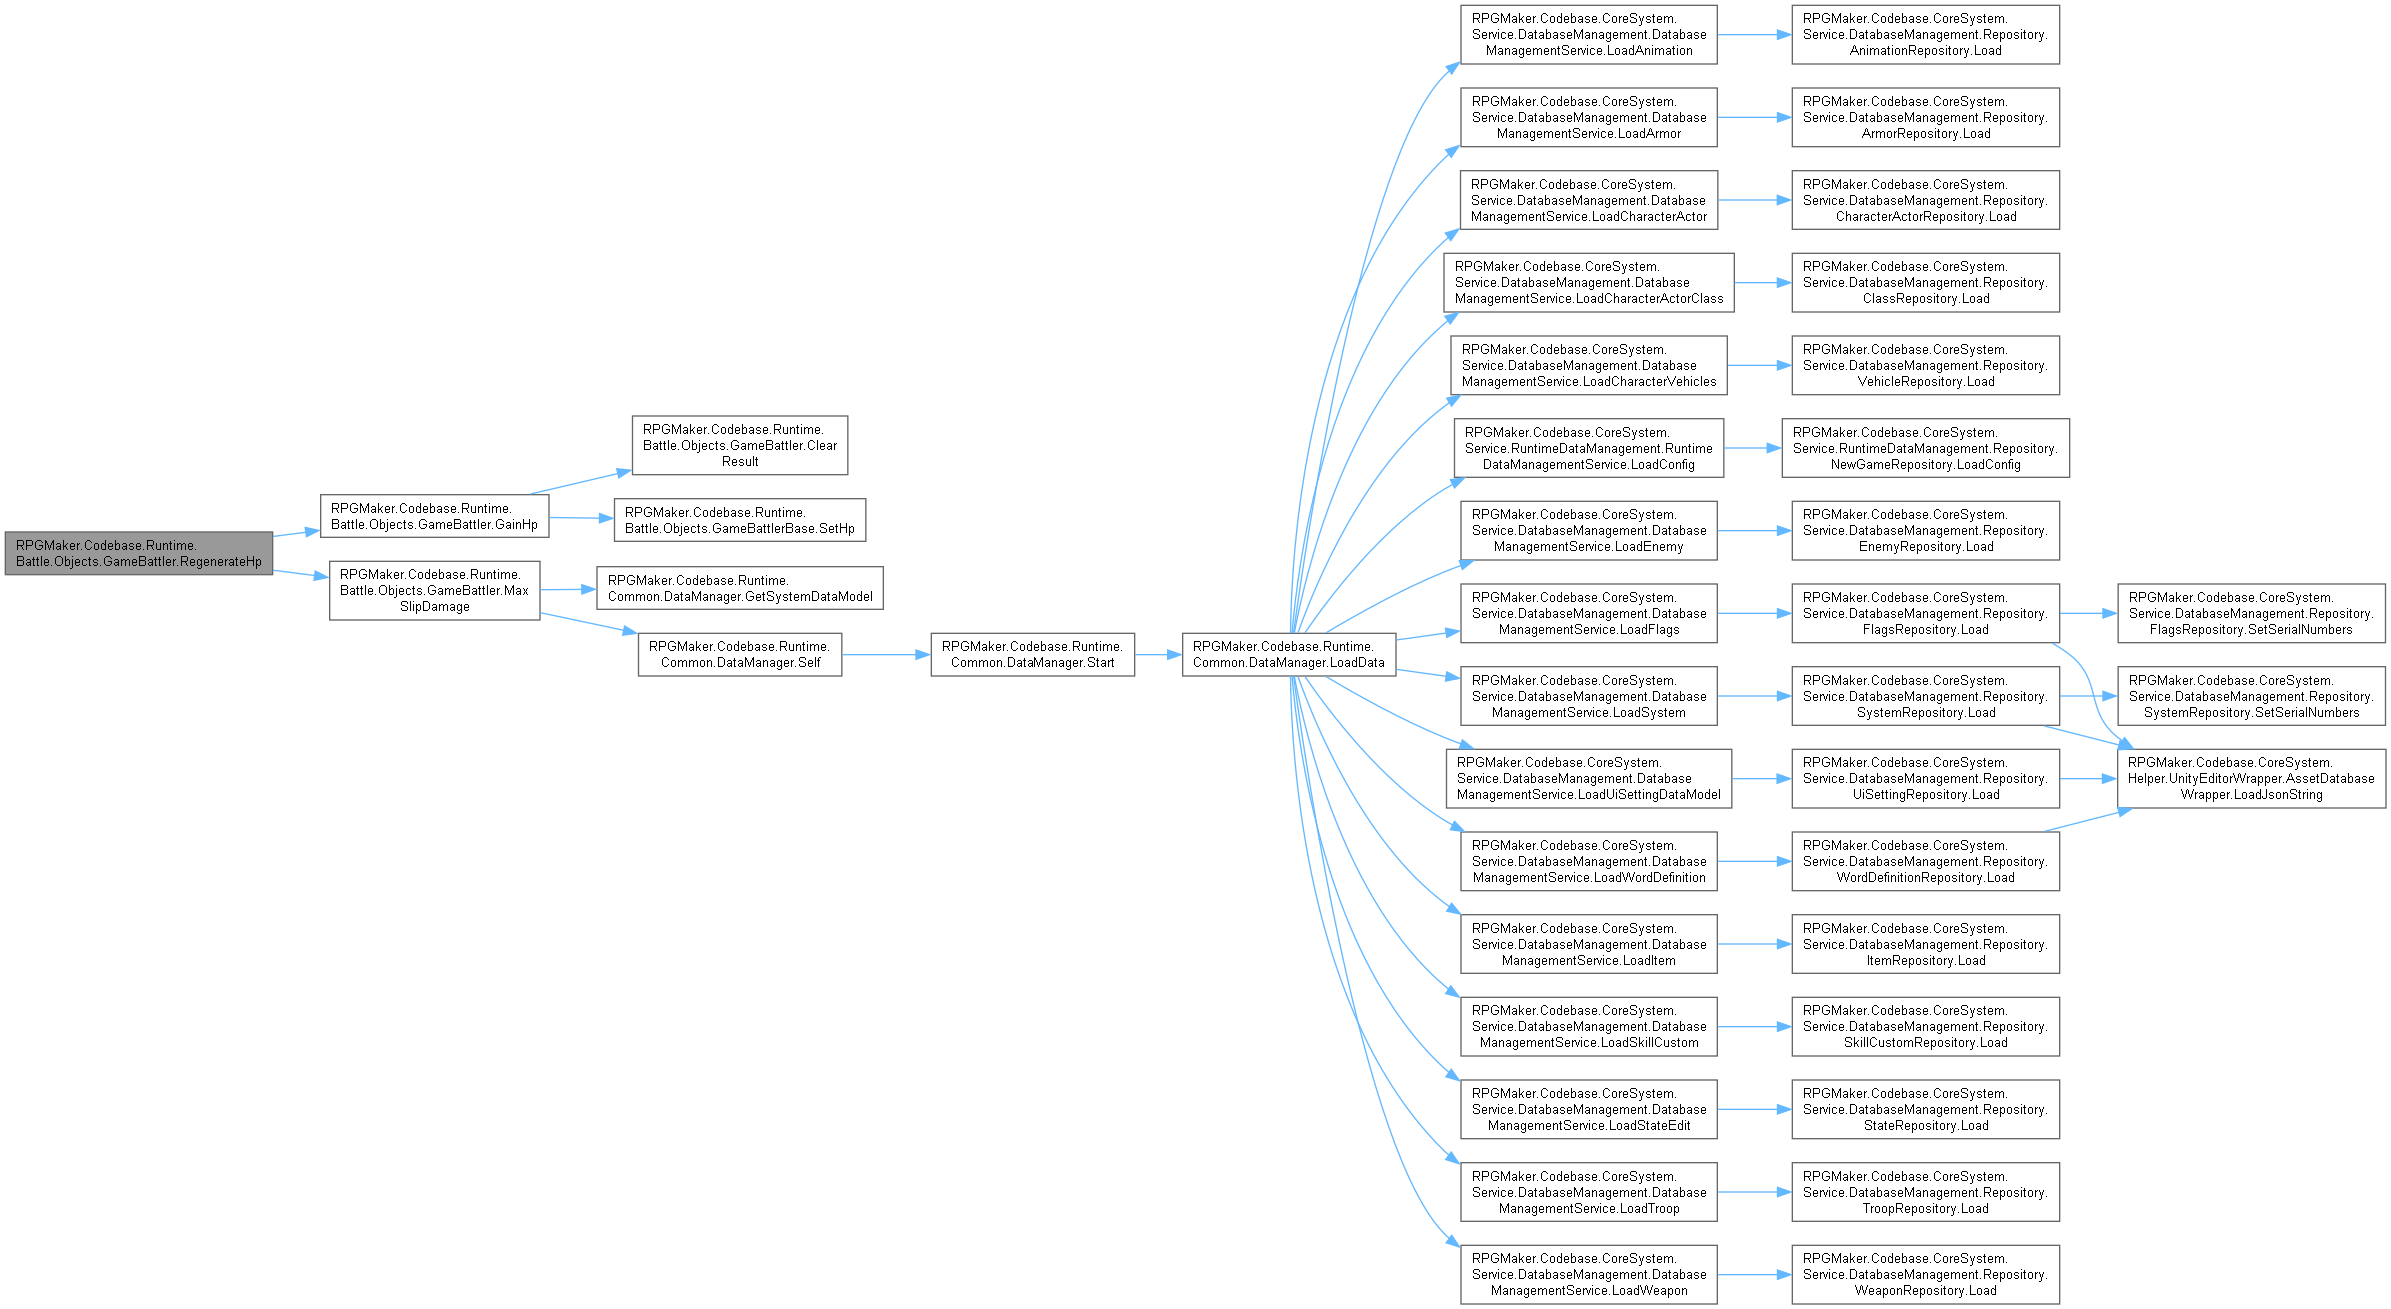 RPGMaker.Codebase.Runtime.
Battle.Objects.GameBattler.RegenerateHp
RPGMaker.Codebase.Runtime.
Battle.Objects.GameBattler.GainHp
RPGMaker.Codebase.Runtime.
Battle.Objects.GameBattler.Max
SlipDamage
RPGMaker.Codebase.Runtime.
Battle.Objects.GameBattler.Clear
Result
RPGMaker.Codebase.Runtime.
Battle.Objects.GameBattlerBase.SetHp
RPGMaker.Codebase.Runtime.
Common.DataManager.GetSystemDataModel
RPGMaker.Codebase.Runtime.
Common.DataManager.Self
RPGMaker.Codebase.Runtime.
Common.DataManager.Start
RPGMaker.Codebase.Runtime.
Common.DataManager.LoadData
RPGMaker.Codebase.CoreSystem.
Service.DatabaseManagement.Database
ManagementService.LoadAnimation
RPGMaker.Codebase.CoreSystem.
Service.DatabaseManagement.Repository.
AnimationRepository.Load
RPGMaker.Codebase.CoreSystem.
Service.DatabaseManagement.Database
ManagementService.LoadArmor
RPGMaker.Codebase.CoreSystem.
Service.DatabaseManagement.Repository.
ArmorRepository.Load
RPGMaker.Codebase.CoreSystem.
Service.DatabaseManagement.Database
ManagementService.LoadCharacterActor
RPGMaker.Codebase.CoreSystem.
Service.DatabaseManagement.Repository.
CharacterActorRepository.Load
RPGMaker.Codebase.CoreSystem.
Service.DatabaseManagement.Database
ManagementService.LoadCharacterActorClass
RPGMaker.Codebase.CoreSystem.
Service.DatabaseManagement.Repository.
ClassRepository.Load
RPGMaker.Codebase.CoreSystem.
Service.DatabaseManagement.Database
ManagementService.LoadCharacterVehicles
RPGMaker.Codebase.CoreSystem.
Service.DatabaseManagement.Repository.
VehicleRepository.Load
RPGMaker.Codebase.CoreSystem.
Service.RuntimeDataManagement.Runtime
DataManagementService.LoadConfig
RPGMaker.Codebase.CoreSystem.
Service.RuntimeDataManagement.Repository.
NewGameRepository.LoadConfig
RPGMaker.Codebase.CoreSystem.
Service.DatabaseManagement.Database
ManagementService.LoadEnemy
RPGMaker.Codebase.CoreSystem.
Service.DatabaseManagement.Repository.
EnemyRepository.Load
RPGMaker.Codebase.CoreSystem.
Service.DatabaseManagement.Database
ManagementService.LoadFlags
RPGMaker.Codebase.CoreSystem.
Service.DatabaseManagement.Repository.
FlagsRepository.Load
RPGMaker.Codebase.CoreSystem.
Service.DatabaseManagement.Repository.
FlagsRepository.SetSerialNumbers
RPGMaker.Codebase.CoreSystem.
Service.DatabaseManagement.Database
ManagementService.LoadSystem
RPGMaker.Codebase.CoreSystem.
Service.DatabaseManagement.Repository.
SystemRepository.Load
RPGMaker.Codebase.CoreSystem.
Service.DatabaseManagement.Repository.
SystemRepository.SetSerialNumbers
RPGMaker.Codebase.CoreSystem.
Service.DatabaseManagement.Database
ManagementService.LoadUiSettingDataModel
RPGMaker.Codebase.CoreSystem.
Service.DatabaseManagement.Repository.
UiSettingRepository.Load
RPGMaker.Codebase.CoreSystem.
Helper.UnityEditorWrapper.AssetDatabase
Wrapper.LoadJsonString
RPGMaker.Codebase.CoreSystem.
Service.DatabaseManagement.Database
ManagementService.LoadWordDefinition
RPGMaker.Codebase.CoreSystem.
Service.DatabaseManagement.Repository.
WordDefinitionRepository.Load
RPGMaker.Codebase.CoreSystem.
Service.DatabaseManagement.Database
ManagementService.LoadItem
RPGMaker.Codebase.CoreSystem.
Service.DatabaseManagement.Repository.
ItemRepository.Load
RPGMaker.Codebase.CoreSystem.
Service.DatabaseManagement.Database
ManagementService.LoadSkillCustom
RPGMaker.Codebase.CoreSystem.
Service.DatabaseManagement.Repository.
SkillCustomRepository.Load
RPGMaker.Codebase.CoreSystem.
Service.DatabaseManagement.Database
ManagementService.LoadStateEdit
RPGMaker.Codebase.CoreSystem.
Service.DatabaseManagement.Repository.
StateRepository.Load
RPGMaker.Codebase.CoreSystem.
Service.DatabaseManagement.Database
ManagementService.LoadTroop
RPGMaker.Codebase.CoreSystem.
Service.DatabaseManagement.Repository.
TroopRepository.Load
RPGMaker.Codebase.CoreSystem.
Service.DatabaseManagement.Database
ManagementService.LoadWeapon
RPGMaker.Codebase.CoreSystem.
Service.DatabaseManagement.Repository.
WeaponRepository.Load